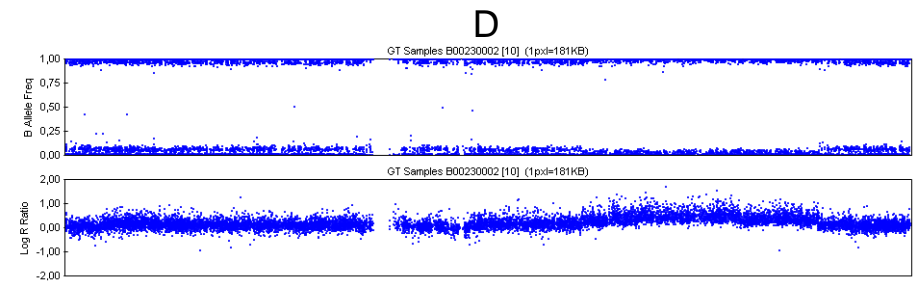 D
GT Samples B00230002 [10] (1pxl=181KB)
B Allele Freq
1,00
0,75
0,50
0,25
0,00
GT Samples B00230002 [10] (1pxl=181KB)
Log R Ratio
2,00
1,00
0,00
-1,00
-2,00